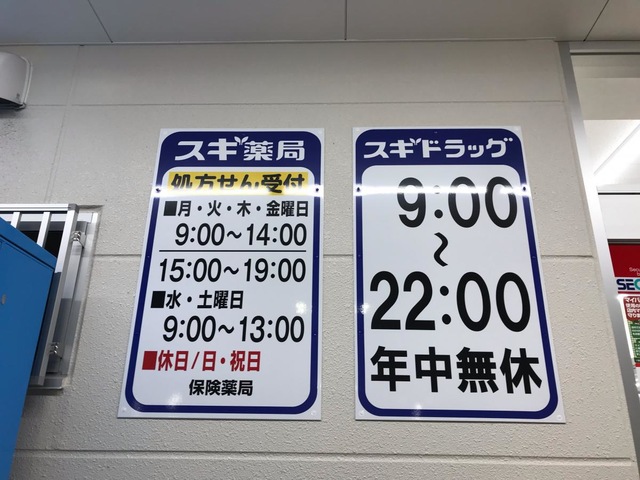 スギ薬局
処方せん受付
■月・火・木・金曜日
9:00〜14:00
15:00〜19:00
■水・土曜日
9:00〜13:00
■休日/日・祝日
保険薬局
スギドラッグ
9:00
〜
22:00
年中無休